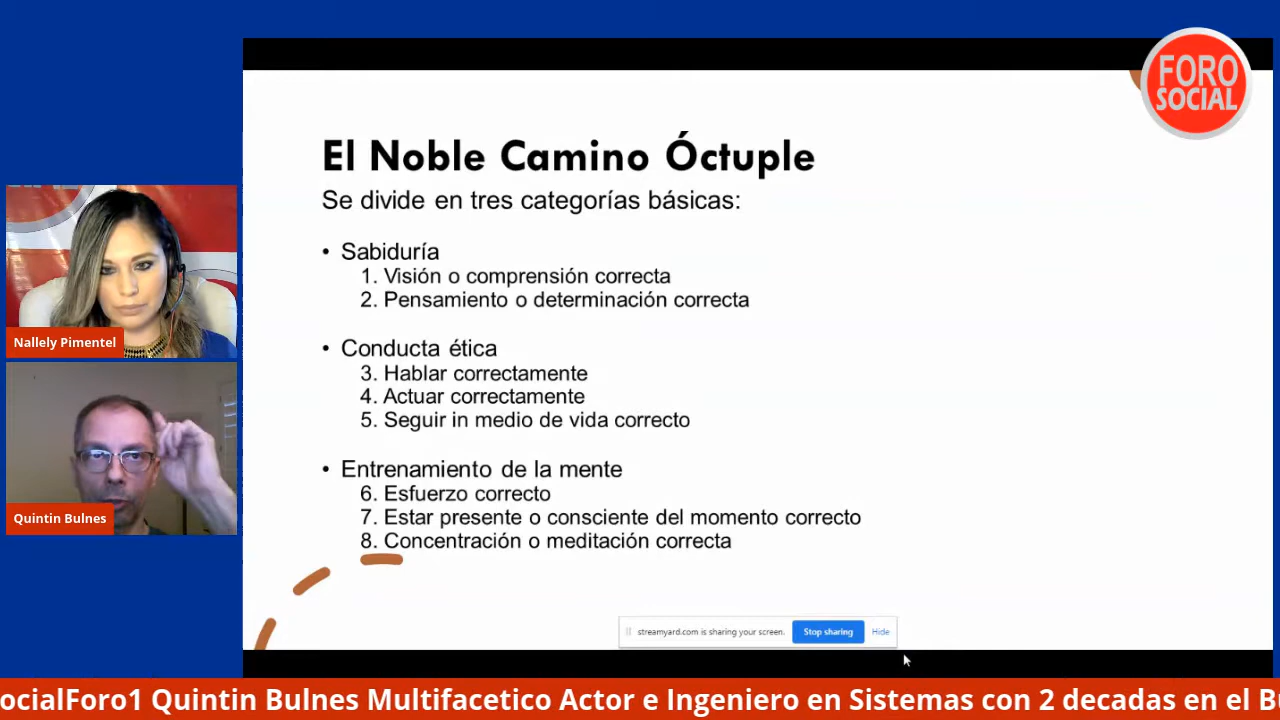 FORO
SOCIAL
El Noble Camino Óctuple
Se divide en tres categorías básicas:
• Sabiduría
1. Visión o comprensión correcta
2. Pensamiento o determinación correcta
• Conducta ética
3. Hablar correctamente
4. Actuar correctamente
5. Seguir in medio de vida correcto
• Entrenamiento de la mente
6. Esfuerzo correcto
7. Estar presente o consciente del momento correcto
8. Concentración o meditación correcta
Nallely Pimentel
Quintin Bulnes
streamyard.com is sharing your screen. Stop sharing Hide
ocialForo1 Quintin Bulnes Multifacetico Actor e Ingeniero en Sistemas con 2 decadas en el B